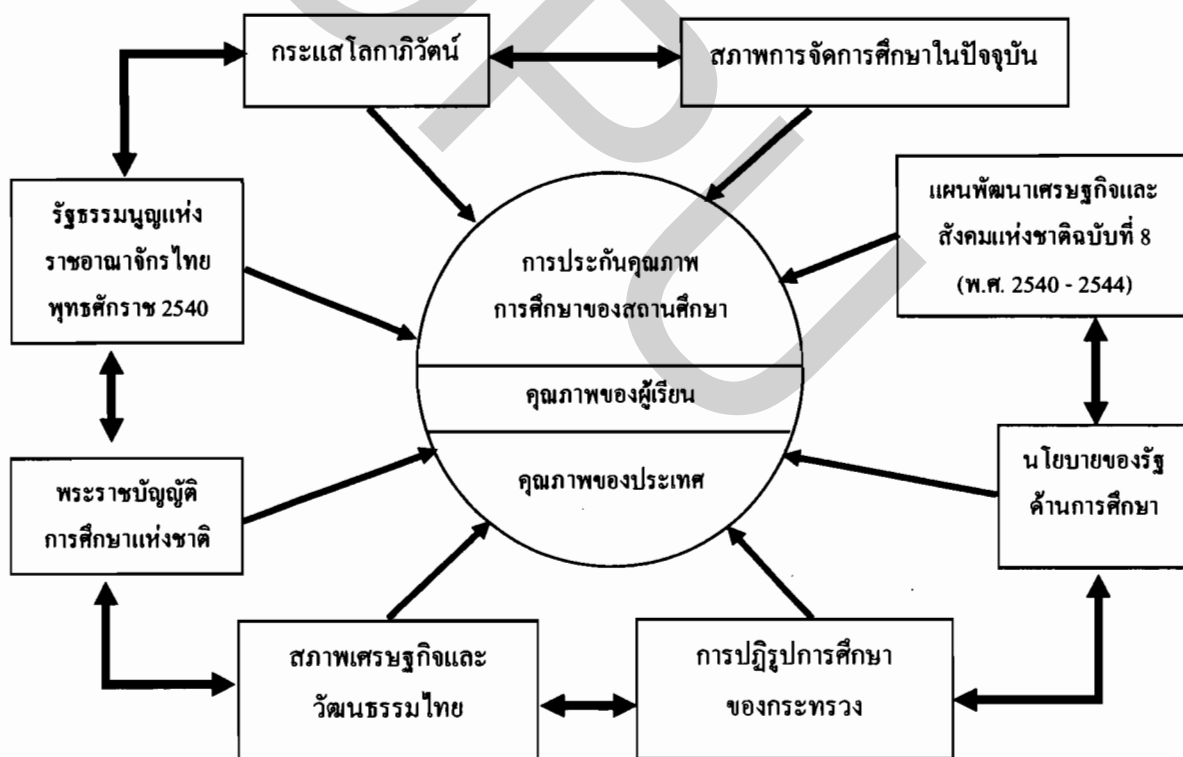 กระแสโลกาภิวัตน์
สภาพการจัดการศึกษาในปัจจุบัน
รัฐธรรมนูญแห่ง
ราชอาณาจักรไทย
พุทธศักราช 2540
แผนพัฒนาเศรษฐกิจและ
สังคมแห่งชาติฉบับที่ 8
(พ.ศ. 2540 - 2544)
การประกันคุณภาพ
การศึกษาของสถานศึกษา
คุณภาพของผู้เรียน
คุณภาพของประเทศ
พระราชบัญญัติ
การศึกษาแห่งชาติ
นโยบายของรัฐ
ด้านการศึกษา
สภาพเศรษฐกิจและ
วัฒนธรรมไทย
การปฏิรูปการศึกษา
ของกระทรวง